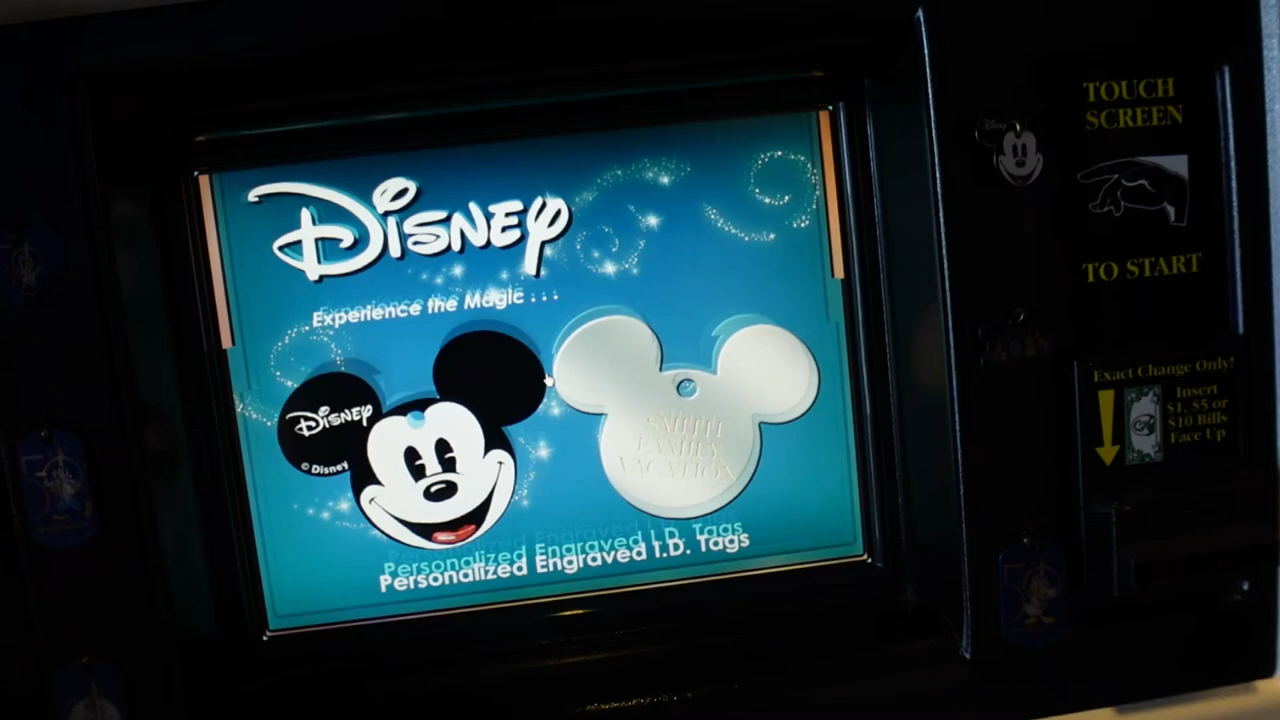 DISNEY
Experience the Magic . . .
DISNEY
© Disney
SMITH
FAMILY
VACATION
Personalized Engraved I.D. Tags
TOUCH
SCREEN
Disney
TO START
Exact Change Only!
Insert
$1, $5 or
$10 Bills
Face Up